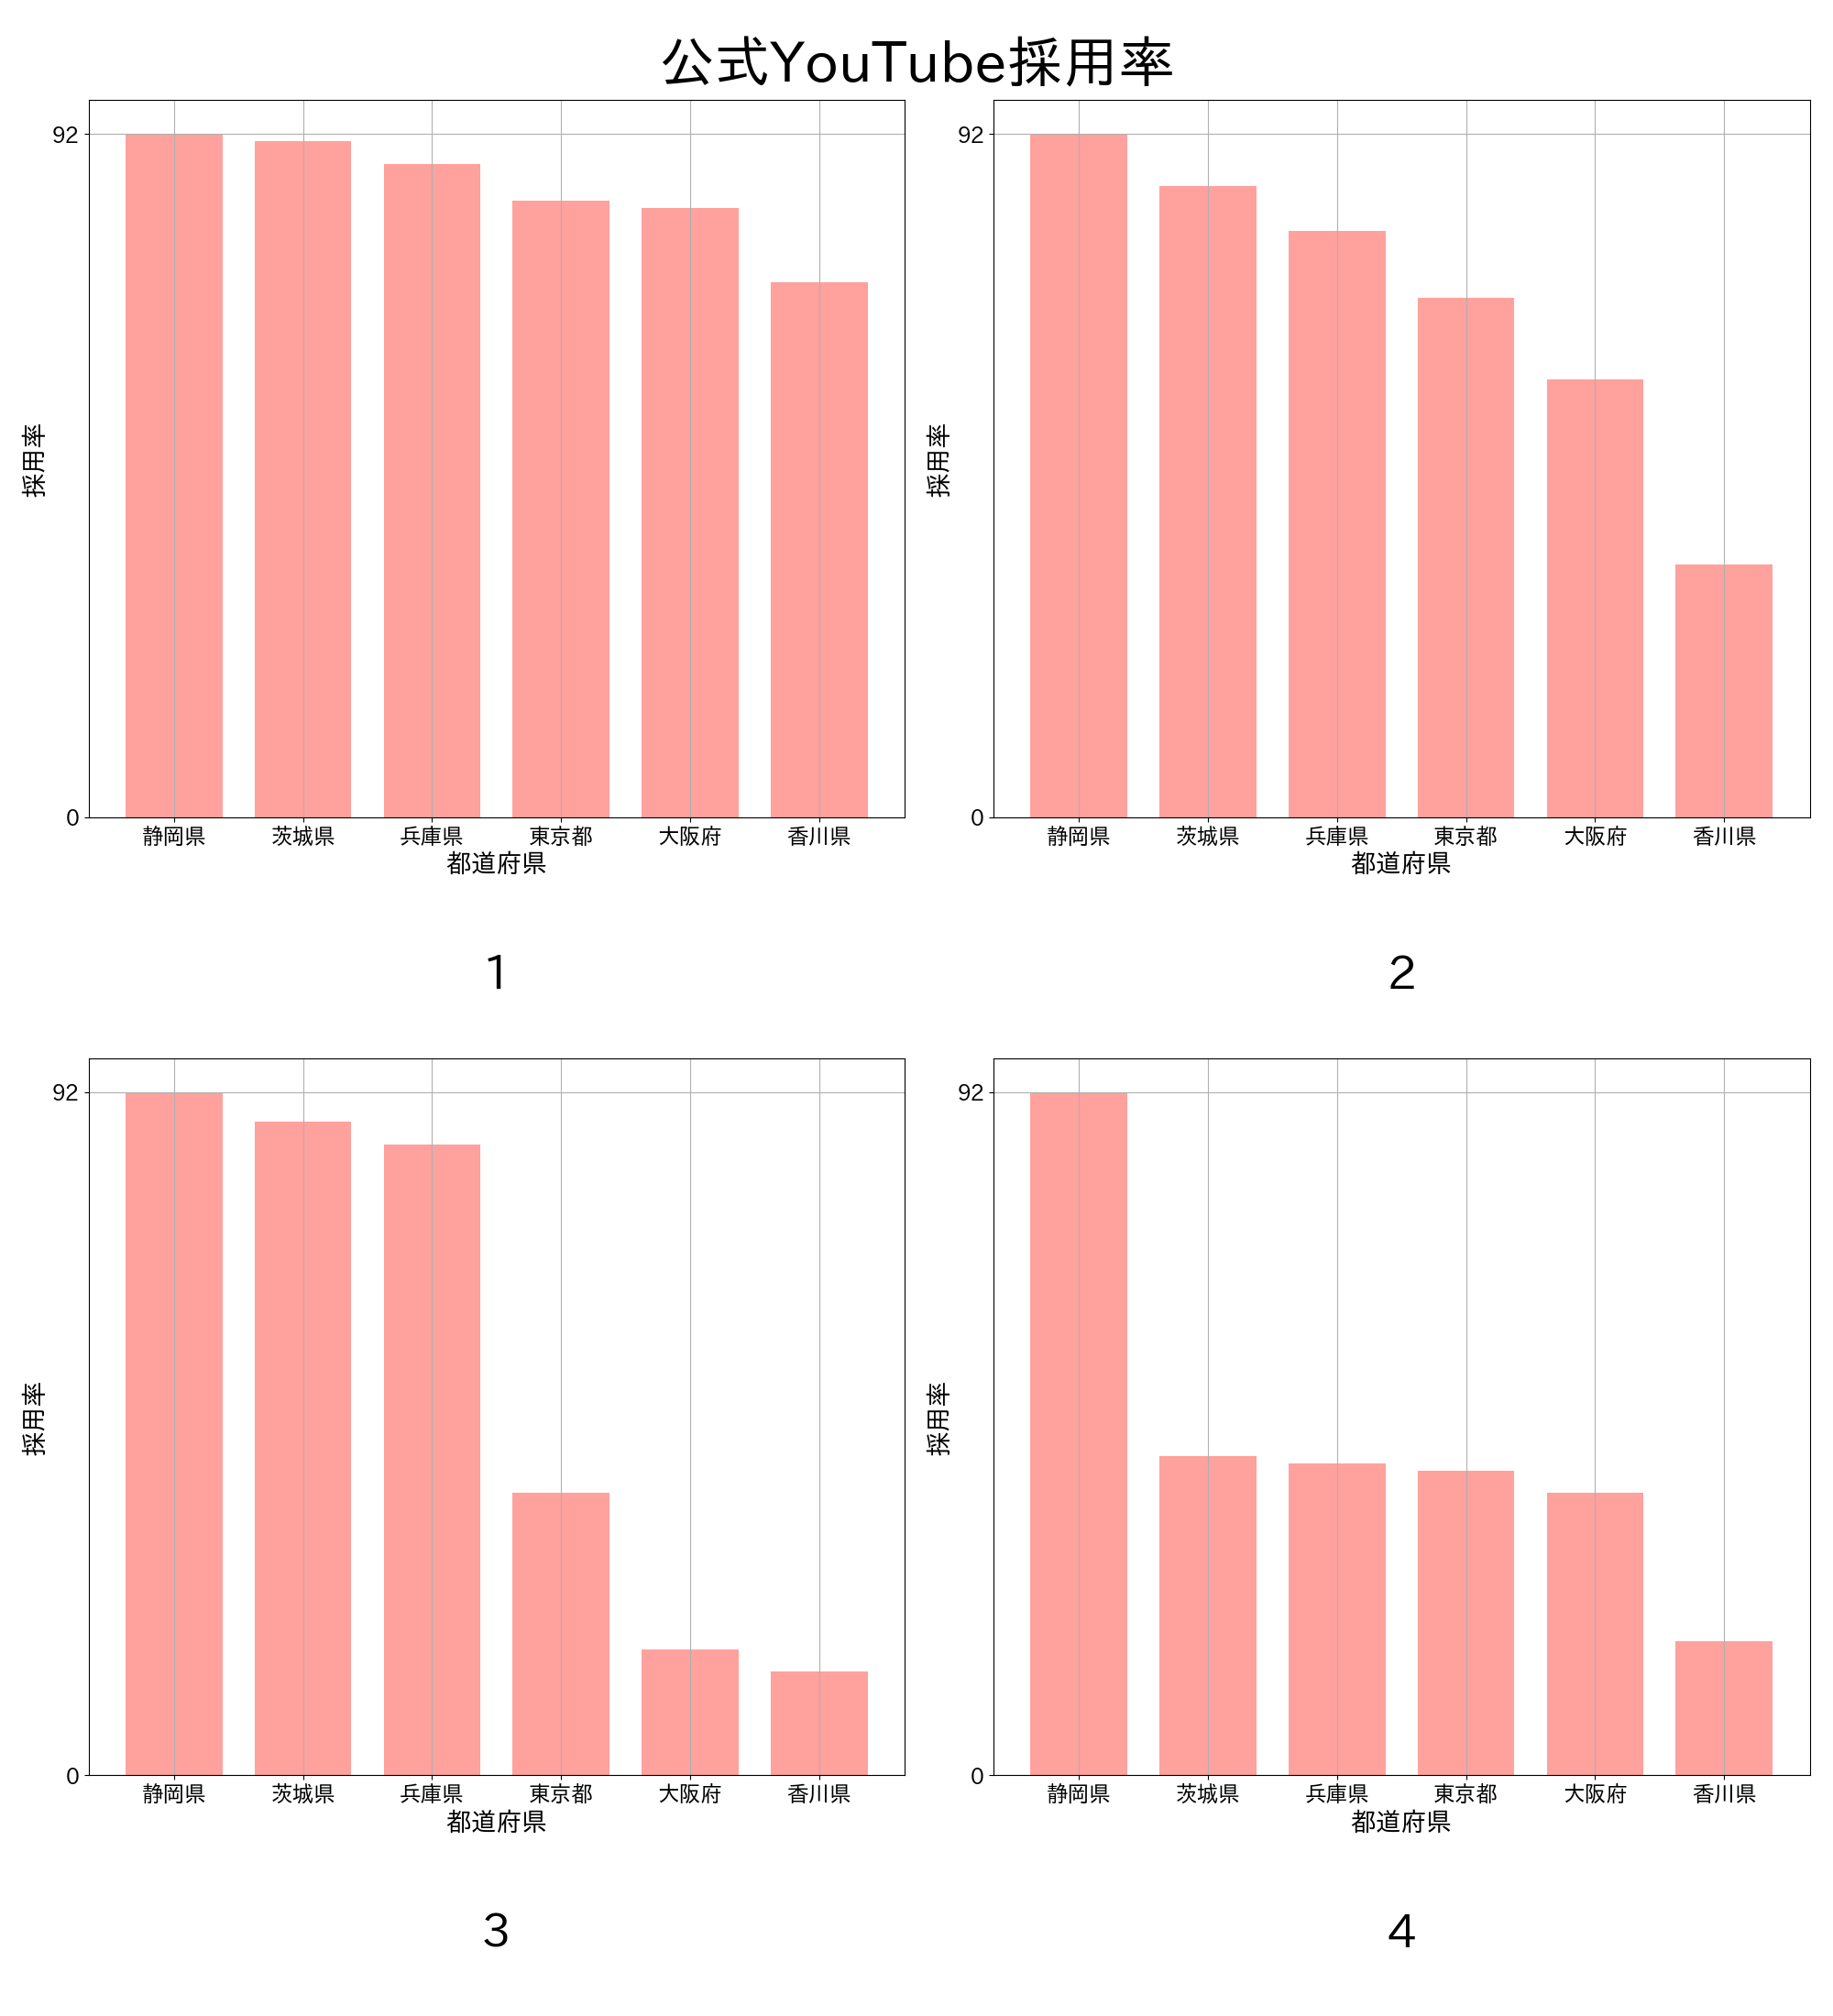 公式YouTube採用率
92
採用率
0
静岡県 茨城県 兵庫県 東京都 大阪府 香川県
都道府県
1
92
採用率
0
静岡県 茨城県 兵庫県 東京都 大阪府 香川県
都道府県
2
92
採用率
0
静岡県 茨城県 兵庫県 東京都 大阪府 香川県
都道府県
3
92
採用率
0
静岡県 茨城県 兵庫県 東京都 大阪府 香川県
都道府県
4